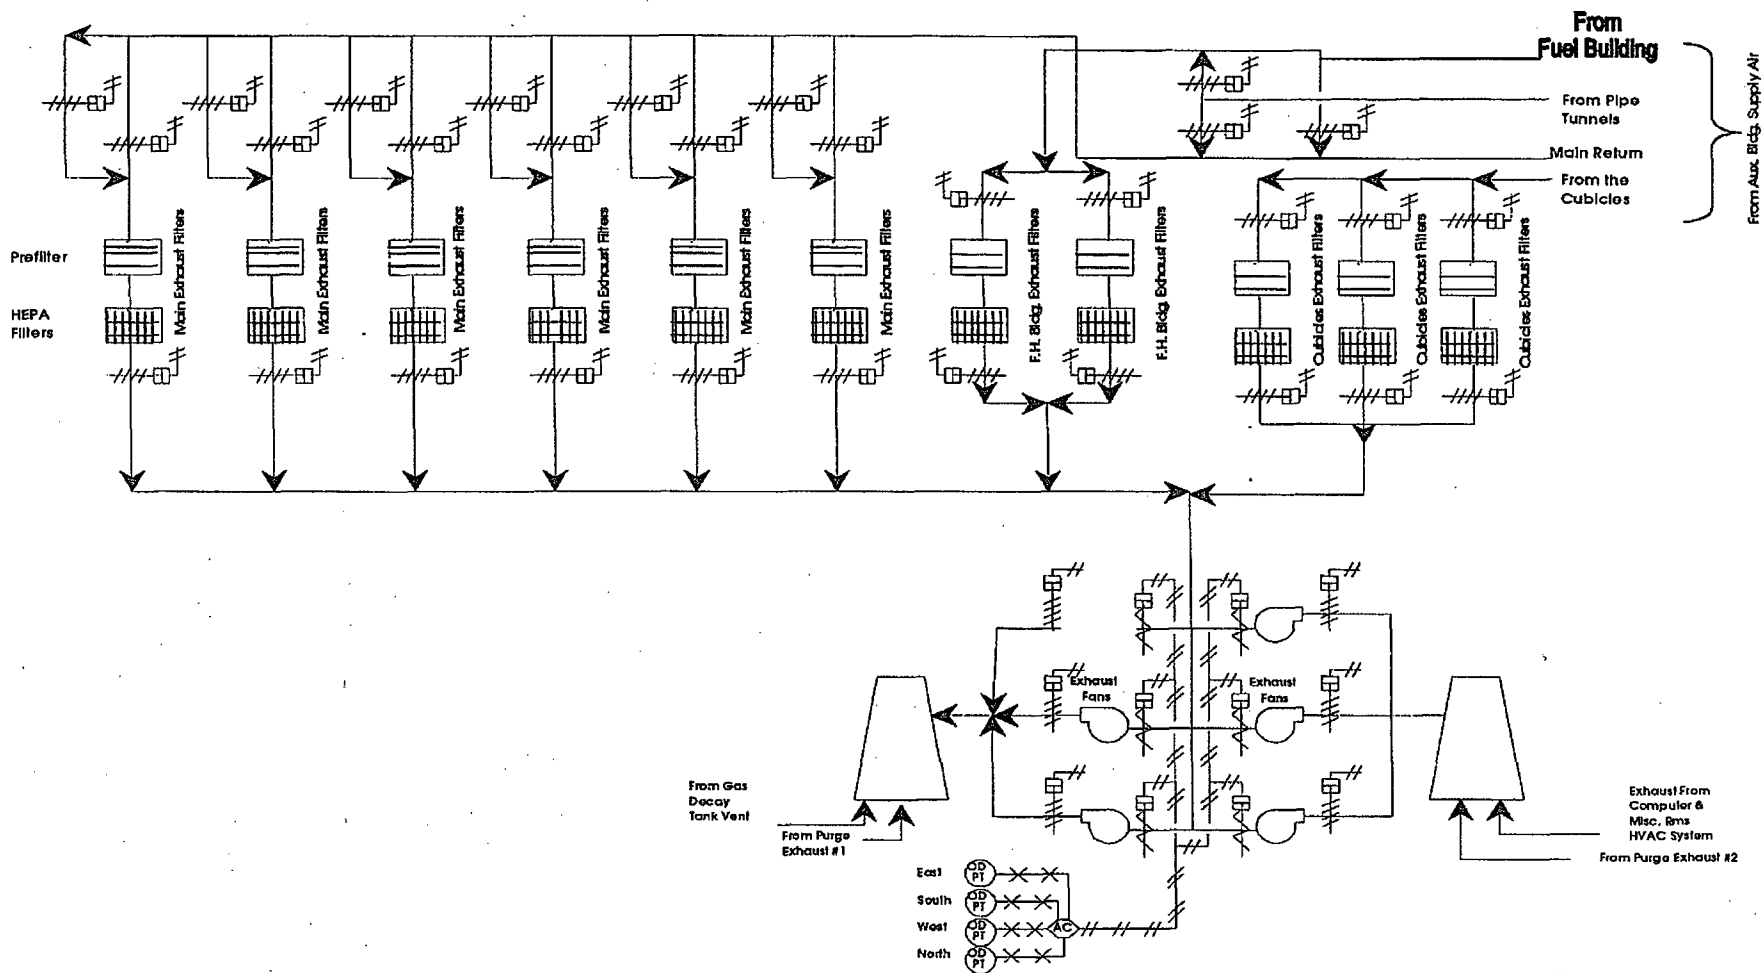 From
Fuel Building
From Pipe
Tunnels
Main Return
From the
Cubicles
From Aux. Bldg. Supply Air
Prefilter
HEPA
Filters
Main Exhaust Filters
Main Exhaust Filters
Main Exhaust Filters
Main Exhaust Filters
Main Exhaust Filters
Main Exhaust Filters
F.H. Bldg. Exhaust Filters
F.H. Bldg. Exhaust Filters
Cubicles Exhaust Filters
Cubicles Exhaust Filters
Cubicles Exhaust Filters
Exhaust
Fans
Exhaust
Fans
From Gas
Decay
Tank Vent
From Purge
Exhaust #1
Exhaust From
Computer &
Misc. Rms
HVAC System
From Purge Exhaust #2
East
OD
PT
South
OD
PT
West
OD
PT
AC
North
OD
PT